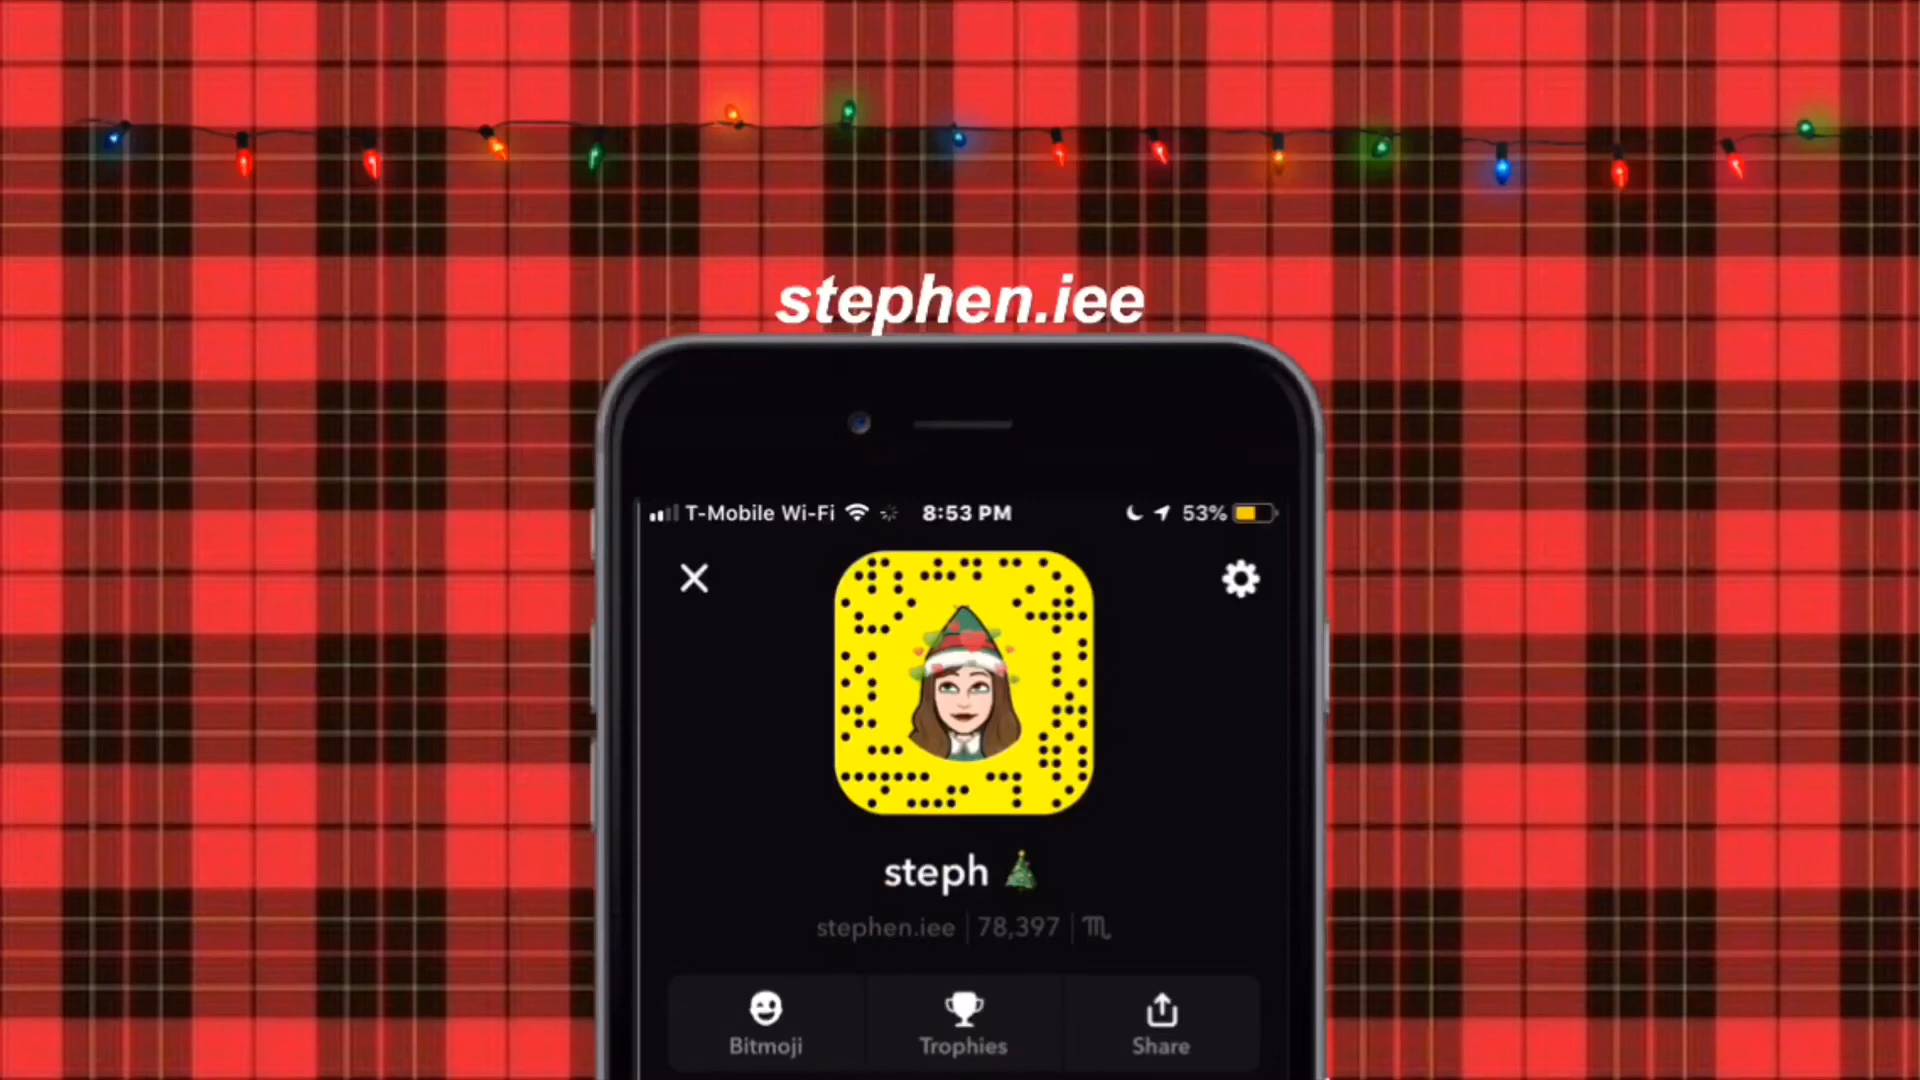 stephen.iee
T-Mobile Wi-Fi 8:53 PM 53%
steph
stephen.iee | 78,397 | ♏
Bitmoji Trophies Share